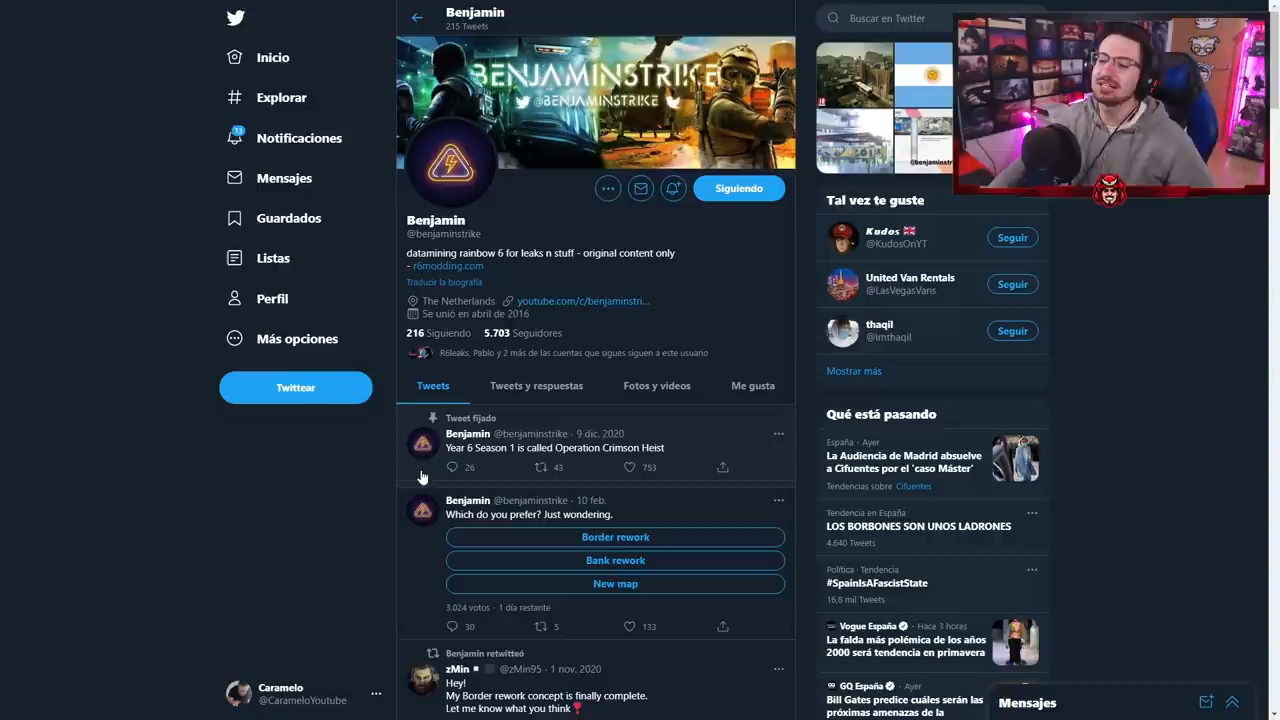 Inicio
Explorar
13
Notificaciones
Mensajes
Guardados
Listas
Perfil
Más opciones
Twittear
Caramelo
@CarameloYoutube
Benjamin
215 Tweets
BENJAMINSTRIKE
@BENJAMINSTRIKE
Siguiendo
Benjamin
@benjaminstrike
datamining rainbow 6 for leaks n stuff - original content only
- r6modding.com
Traducir la biografía
The Netherlands youtube.com/c/benjaminstri...
Se unió en abril de 2016
216 Siguiendo 5.703 Seguidores
R6leaks, Pablo y 2 más de las cuentas que sigues siguen a este usuario
Tweets Tweets y respuestas Fotos y videos Me gusta
Tweet fijado
Benjamin @benjaminstrike · 9 dic. 2020
Year 6 Season 1 is called Operation Crimson Heist
26 43 753
Benjamin @benjaminstrike · 10 feb.
Which do you prefer? Just wondering.
Border rework
Bank rework
New map
3.024 votos · 1 día restante
30 5 133
Benjamin retwitteó
zMin @zMin95 · 1 nov. 2020
Hey!
My Border rework concept is finally complete.
Let me know what you think
Buscar en Twitter
@benjaminstr
Tal vez te guste
Kudos
@KudosOnYT
Seguir
United Van Rentals
@LasVegasVans
Seguir
thaqil
@imthaqil
Seguir
Mostrar más
Qué está pasando
España · Ayer
La Audiencia de Madrid absuelve
a Cifuentes por el 'caso Máster'
Tendencias sobre Cifuentes
Tendencia en España
LOS BORBONES SON UNOS LADRONES
4.640 Tweets
Política · Tendencia
#SpainIsAFascistState
16,8 mil Tweets
Vogue España · Hace 3 horas
La falda más polémica de los años
2000 será tendencia en primavera
GQ España · Ayer
Bill Gates predice cuáles serán las
próximas amenazas de la
Mensajes